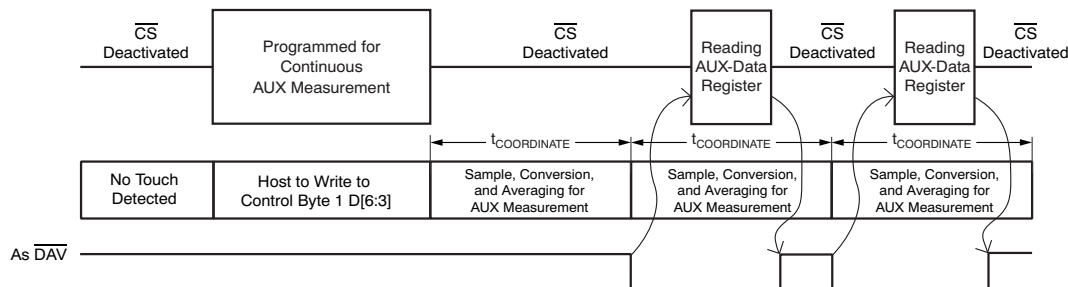 CS
Deactivated
Programmed for
Continuous
AUX Measurement
CS
Deactivated
Reading
AUX-Data
Register
CS
Deactivated
Reading
AUX-Data
Register
CS
Deactivated
tCOORDINATE
tCOORDINATE
tCOORDINATE
No Touch
Detected
Host to Write to
Control Byte 1 D[6:3]
Sample, Conversion,
and Averaging for
AUX Measurement
Sample, Conversion,
and Averaging for
AUX Measurement
Sample, Conversion,
and Averaging for
AUX Measurement
As DAV